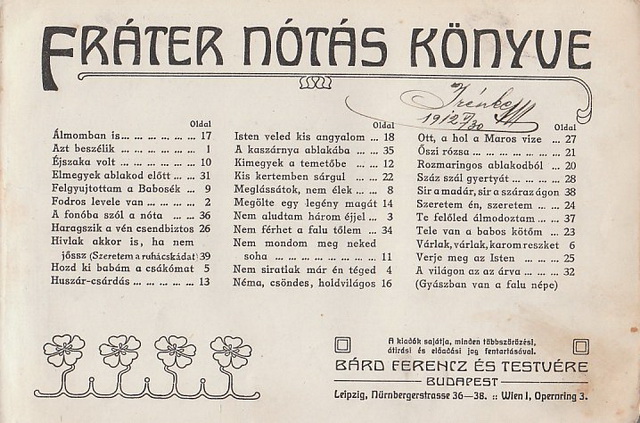 FRÁTER NÓTÁS KÖNYVE
1912 V/30
Oldal
Álmomban is... ... ... ... ... 17
Azt beszélik ... ... ... ... 1
Éjszaka volt ... ... ... ... 10
Elmegyek ablakod előtt ... 31
Felgyujtottam a Babosék ... 9
Fodros levele van ... ... ... 2
A fonóba szól a nóta ... 36
Haragszik a vén csendbiztos 26
Hivlak akkor is, ha nem
jőssz (Szeretem a ruhácskádat) 39
Hozd ki babám a csákómat 5
Huszár-csárdás ... ... ... ... 13
Oldal
Isten veled kis angyalom ... 18
A kaszárnya ablakába ... 35
Kimegyek a temetőbe ... 12
Kis kertemben sárgul ... 22
Meglássátok, nem élek ... 8
Megölte egy legény magát 14
Nem aludtam három éjjel ... 3
Nem férhet a falu tőlem ... 34
Nem mondom meg neked
soha ... ... ... ... ... ... 11
Nem siratlak már én téged 4
Néma, csöndes, holdvilágos 16
Oldal
Ott, a hol a Maros vize ... 27
Őszi rózsa ... ... ... ... ... 21
Rozmaringos ablakodból ... 20
Száz szál gyertyát ... ... ... 28
Sir a madár, sir a száraz ágon 38
Szeretem én, szeretem ... 24
Te felőled álmodoztam ... 37
Tele van a babos kötőm ... 23
Várlak, várlak, karom reszket 6
Verje meg az Isten ... ... 25
A világon az az árva ... ... 32
(Gyászban van a falu népe)
A kiadók sajátja, minden többszörözési,
átirási és előadási jog fentartásával.
BÁRD FERENCZ ÉS TESTVÉRE
BUDAPEST
Leipzig, Nürnbergerstrasse 36—38. :: Wien I, Opernring 3.